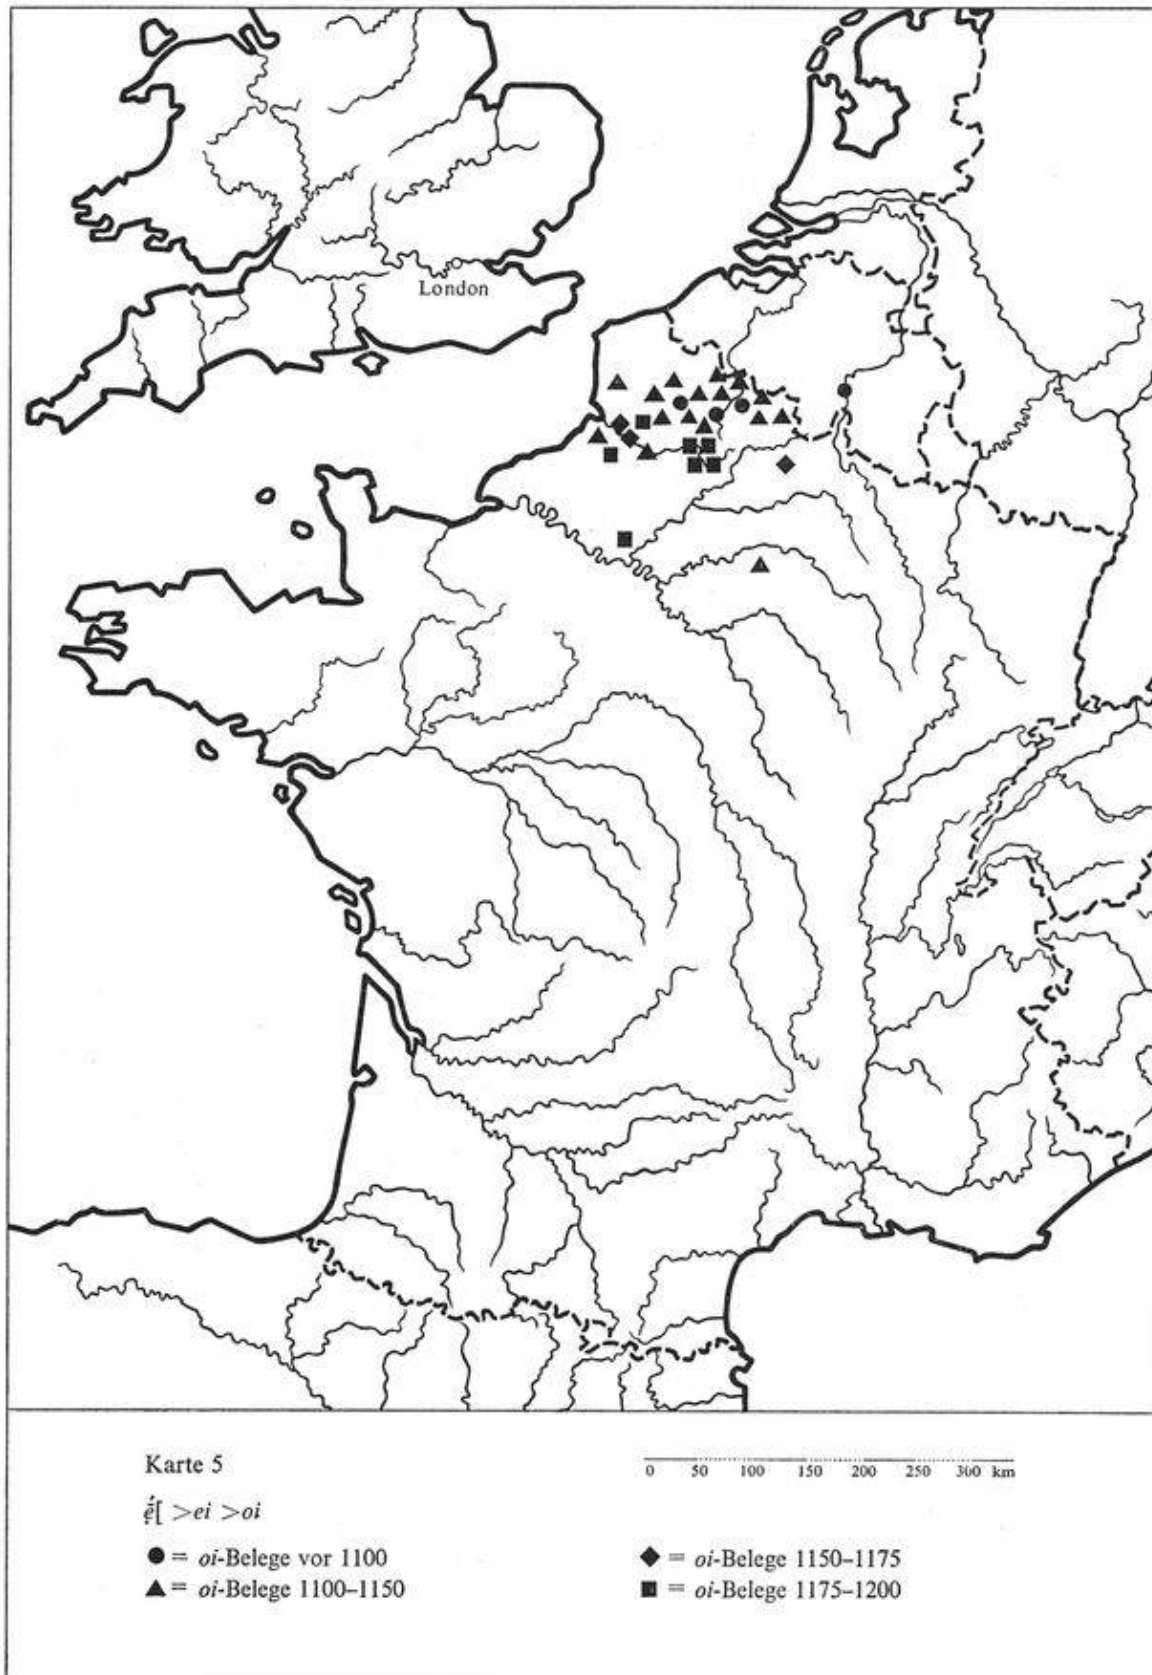 London
Karte 5
0 50 100 150 200 250 300 km
ẹ́[ >ei >oi
● = oi-Belege vor 1100
▲ = oi-Belege 1100–1150
◆ = oi-Belege 1150–1175
■ = oi-Belege 1175–1200